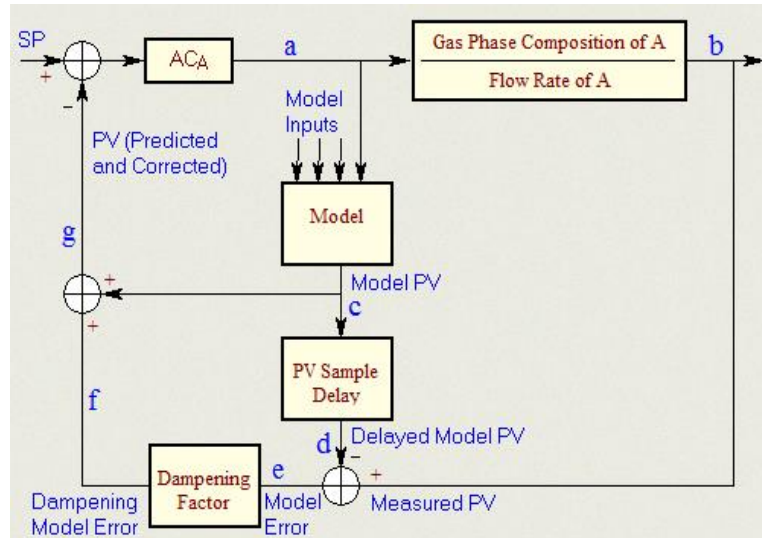 SP
+
−
AC_A
a
Gas Phase Composition of A
Flow Rate of A
b
Model
Inputs
PV (Predicted
and Corrected)
Model
g
Model PV
+
+
c
PV Sample
Delay
f
d
Delayed Model PV
−
+
Dampening
Factor
e
Dampening
Model Error
Model
Error
Measured PV